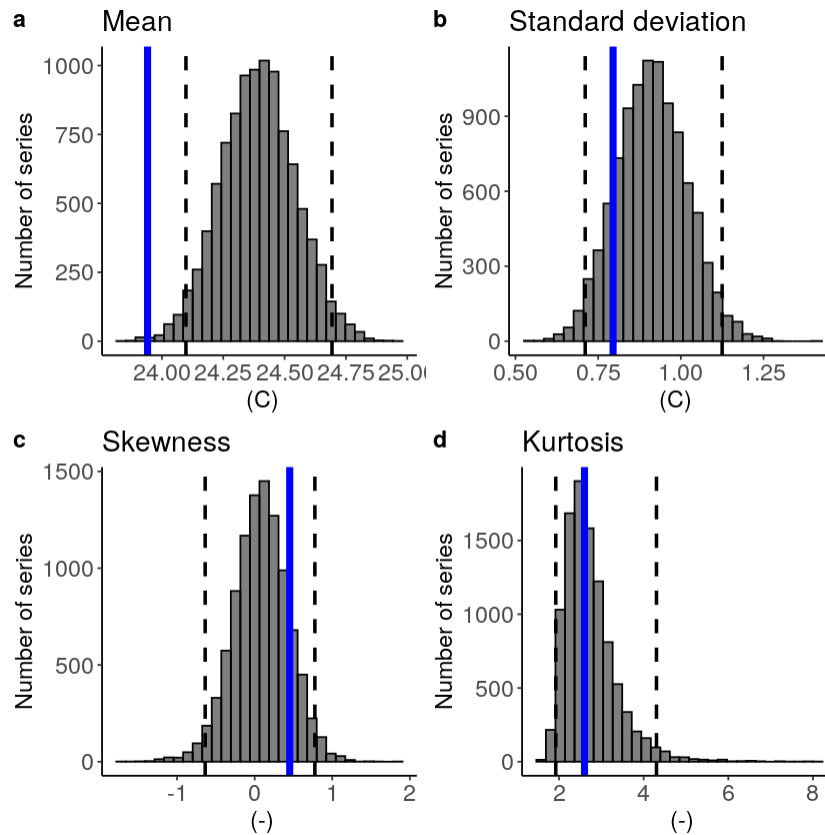 a Mean
Number of series
1000
750
500
250
0
24.00 24.25 24.50 24.75 25.0
(C)
b Standard deviation
Number of series
900
600
300
0
0.50 0.75 1.00 1.25
(C)
c Skewness
Number of series
1500
1000
500
0
-1 0 1 2
(-)
d Kurtosis
Number of series
1500
1000
500
0
2 4 6 8
(-)